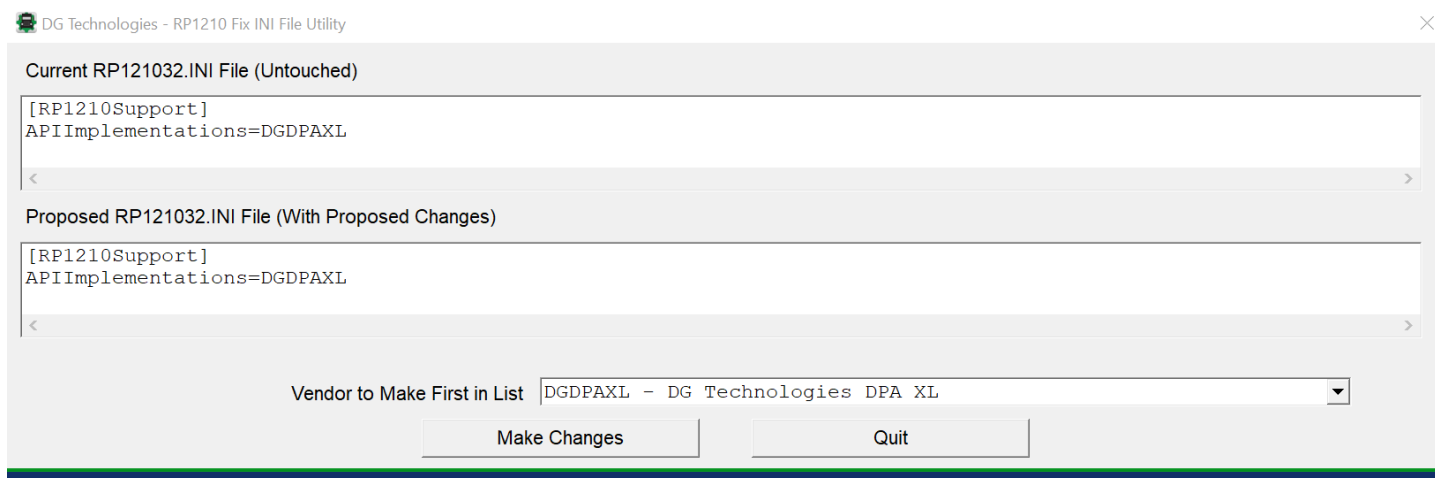 DG Technologies - RP1210 Fix INI File Utility
Current RP121032.INI File (Untouched)
[RP1210Support]
APIImplementations=DGDPAXL
Proposed RP121032.INI File (With Proposed Changes)
[RP1210Support]
APIImplementations=DGDPAXL
Vendor to Make First in List DGDPAXL - DG Technologies DPA XL
Make Changes Quit